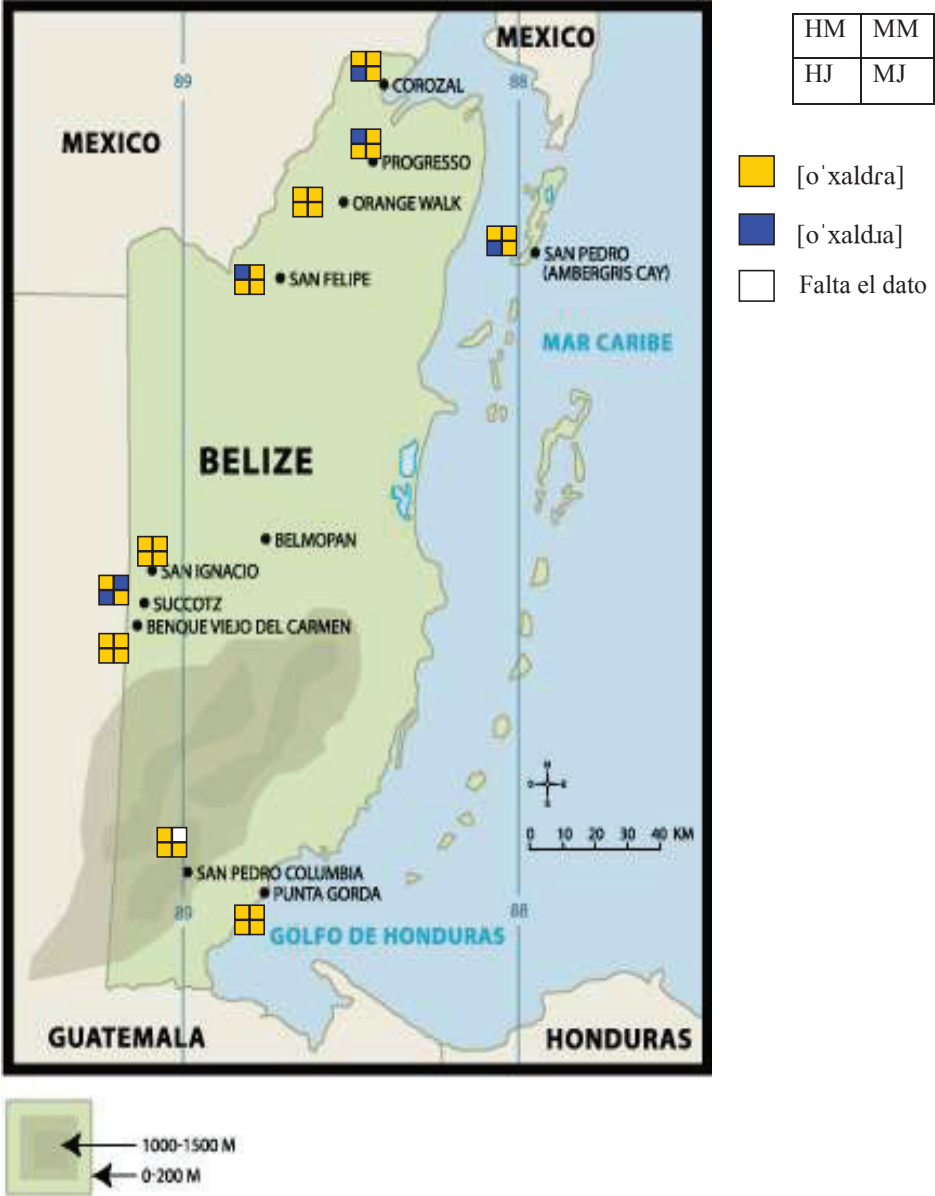 MEXICO
MEXICO
89
88
COROZAL
PROGRESSO
ORANGE WALK
SAN PEDRO
(AMBERGRIS CAY)
SAN FELIPE
MAR CARIBE
BELIZE
BELMOPAN
SAN IGNACIO
SUCCOTZ
BENQUE VIEJO DEL CARMEN
0 10 20 30 40 KM
SAN PEDRO COLUMBIA
PUNTA GORDA
89
88
GOLFO DE HONDURAS
GUATEMALA
HONDURAS
1000-1500 M
0-200 M
HM MM
HJ MJ
[oˈxaldɾa]
[oˈxaldɹa]
Falta el dato